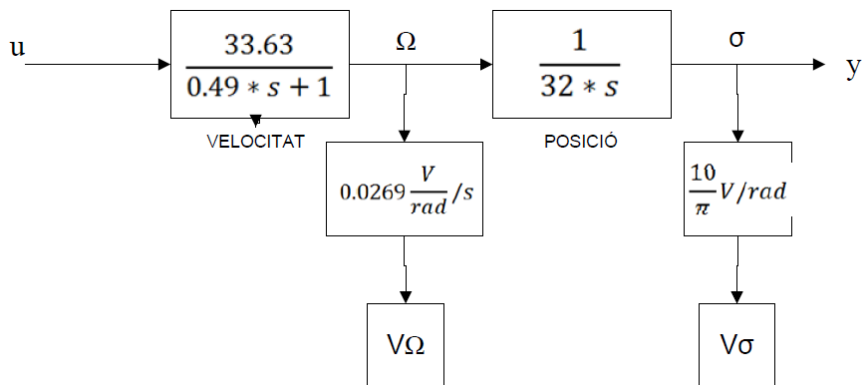 u
33.63
0.49 * s + 1
Ω
1
32 * s
σ
y
VELOCITAT
POSICIÓ
0.0269 V/rad /s
10/π V/rad
VΩ
Vσ